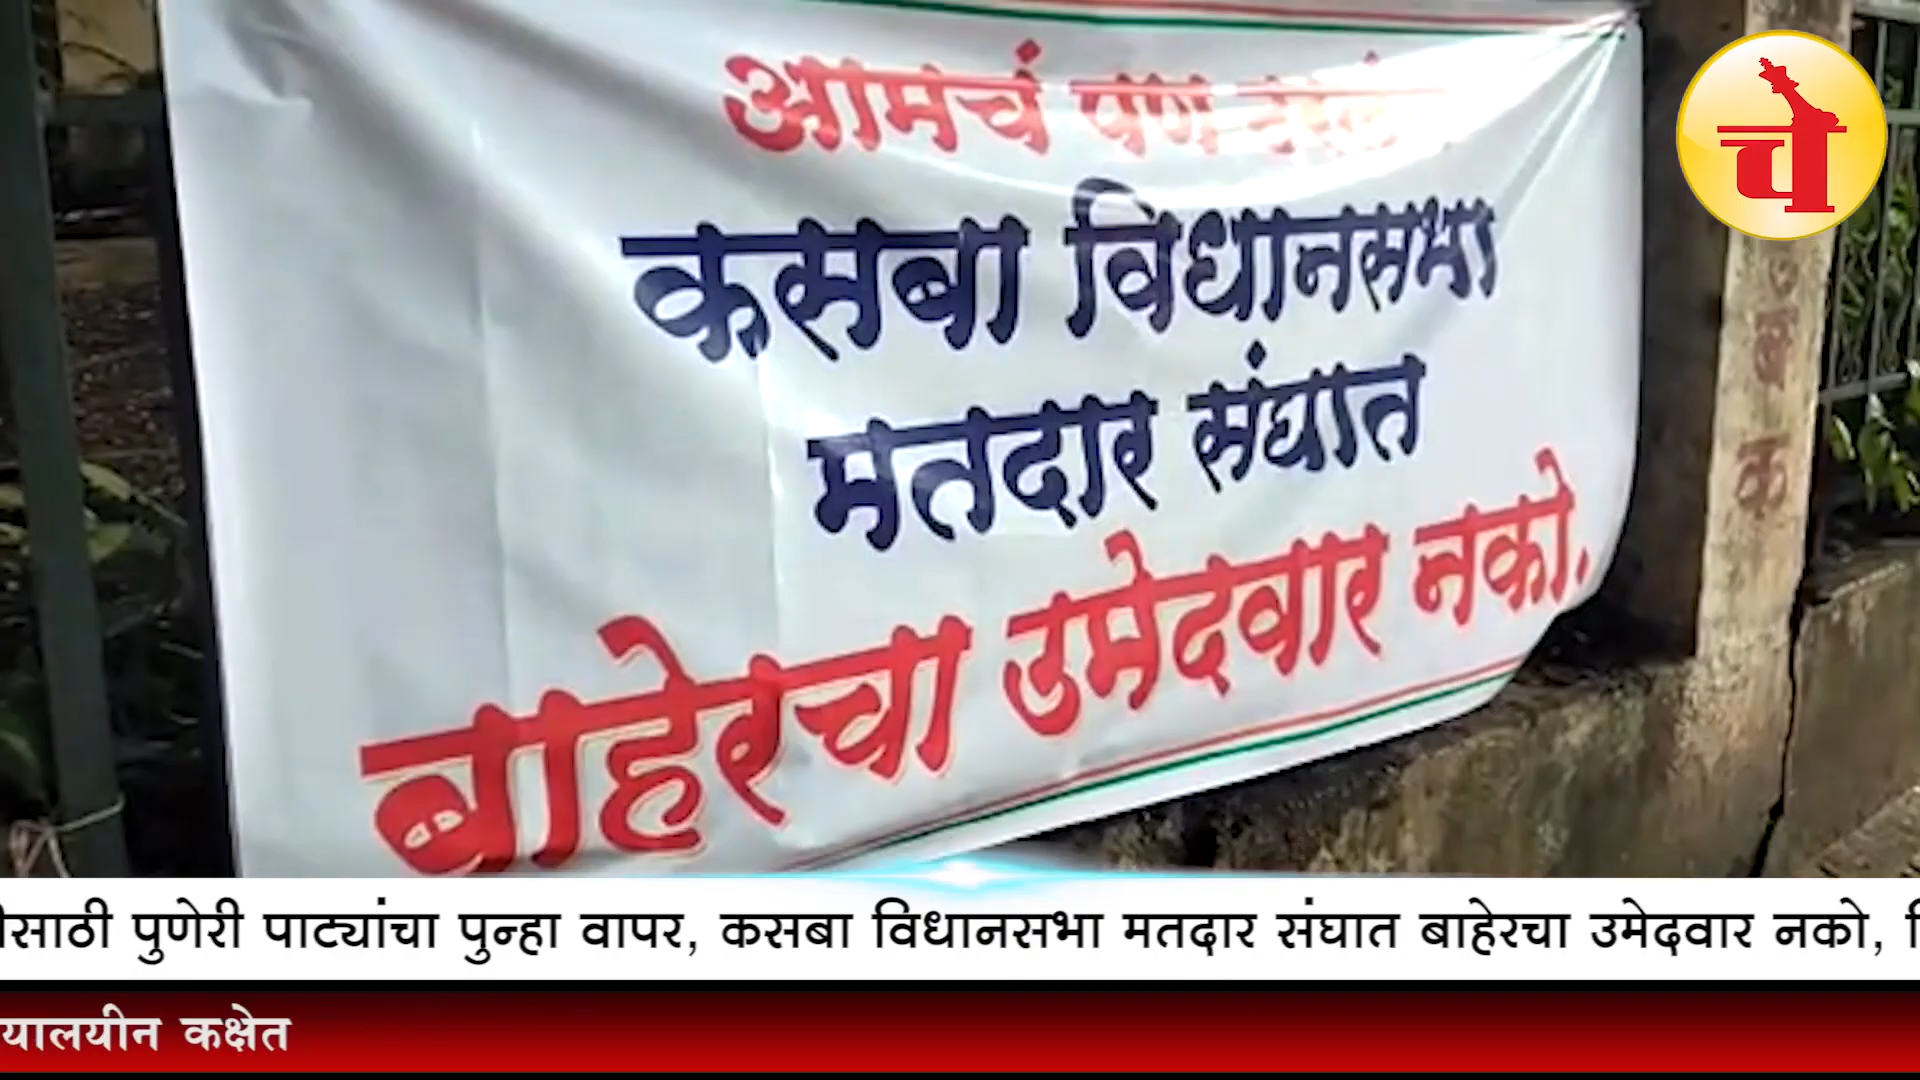 आमचं पण
कसबा विधानसभा
मतदार संघात
बाहेरचा उमेदवार नको.
चे
क
ीसाठी पुणेरी पाट्यांचा पुन्हा वापर, कसबा विधानसभा मतदार संघात बाहेरचा उमेदवार नको,
यालयीन कक्षेत